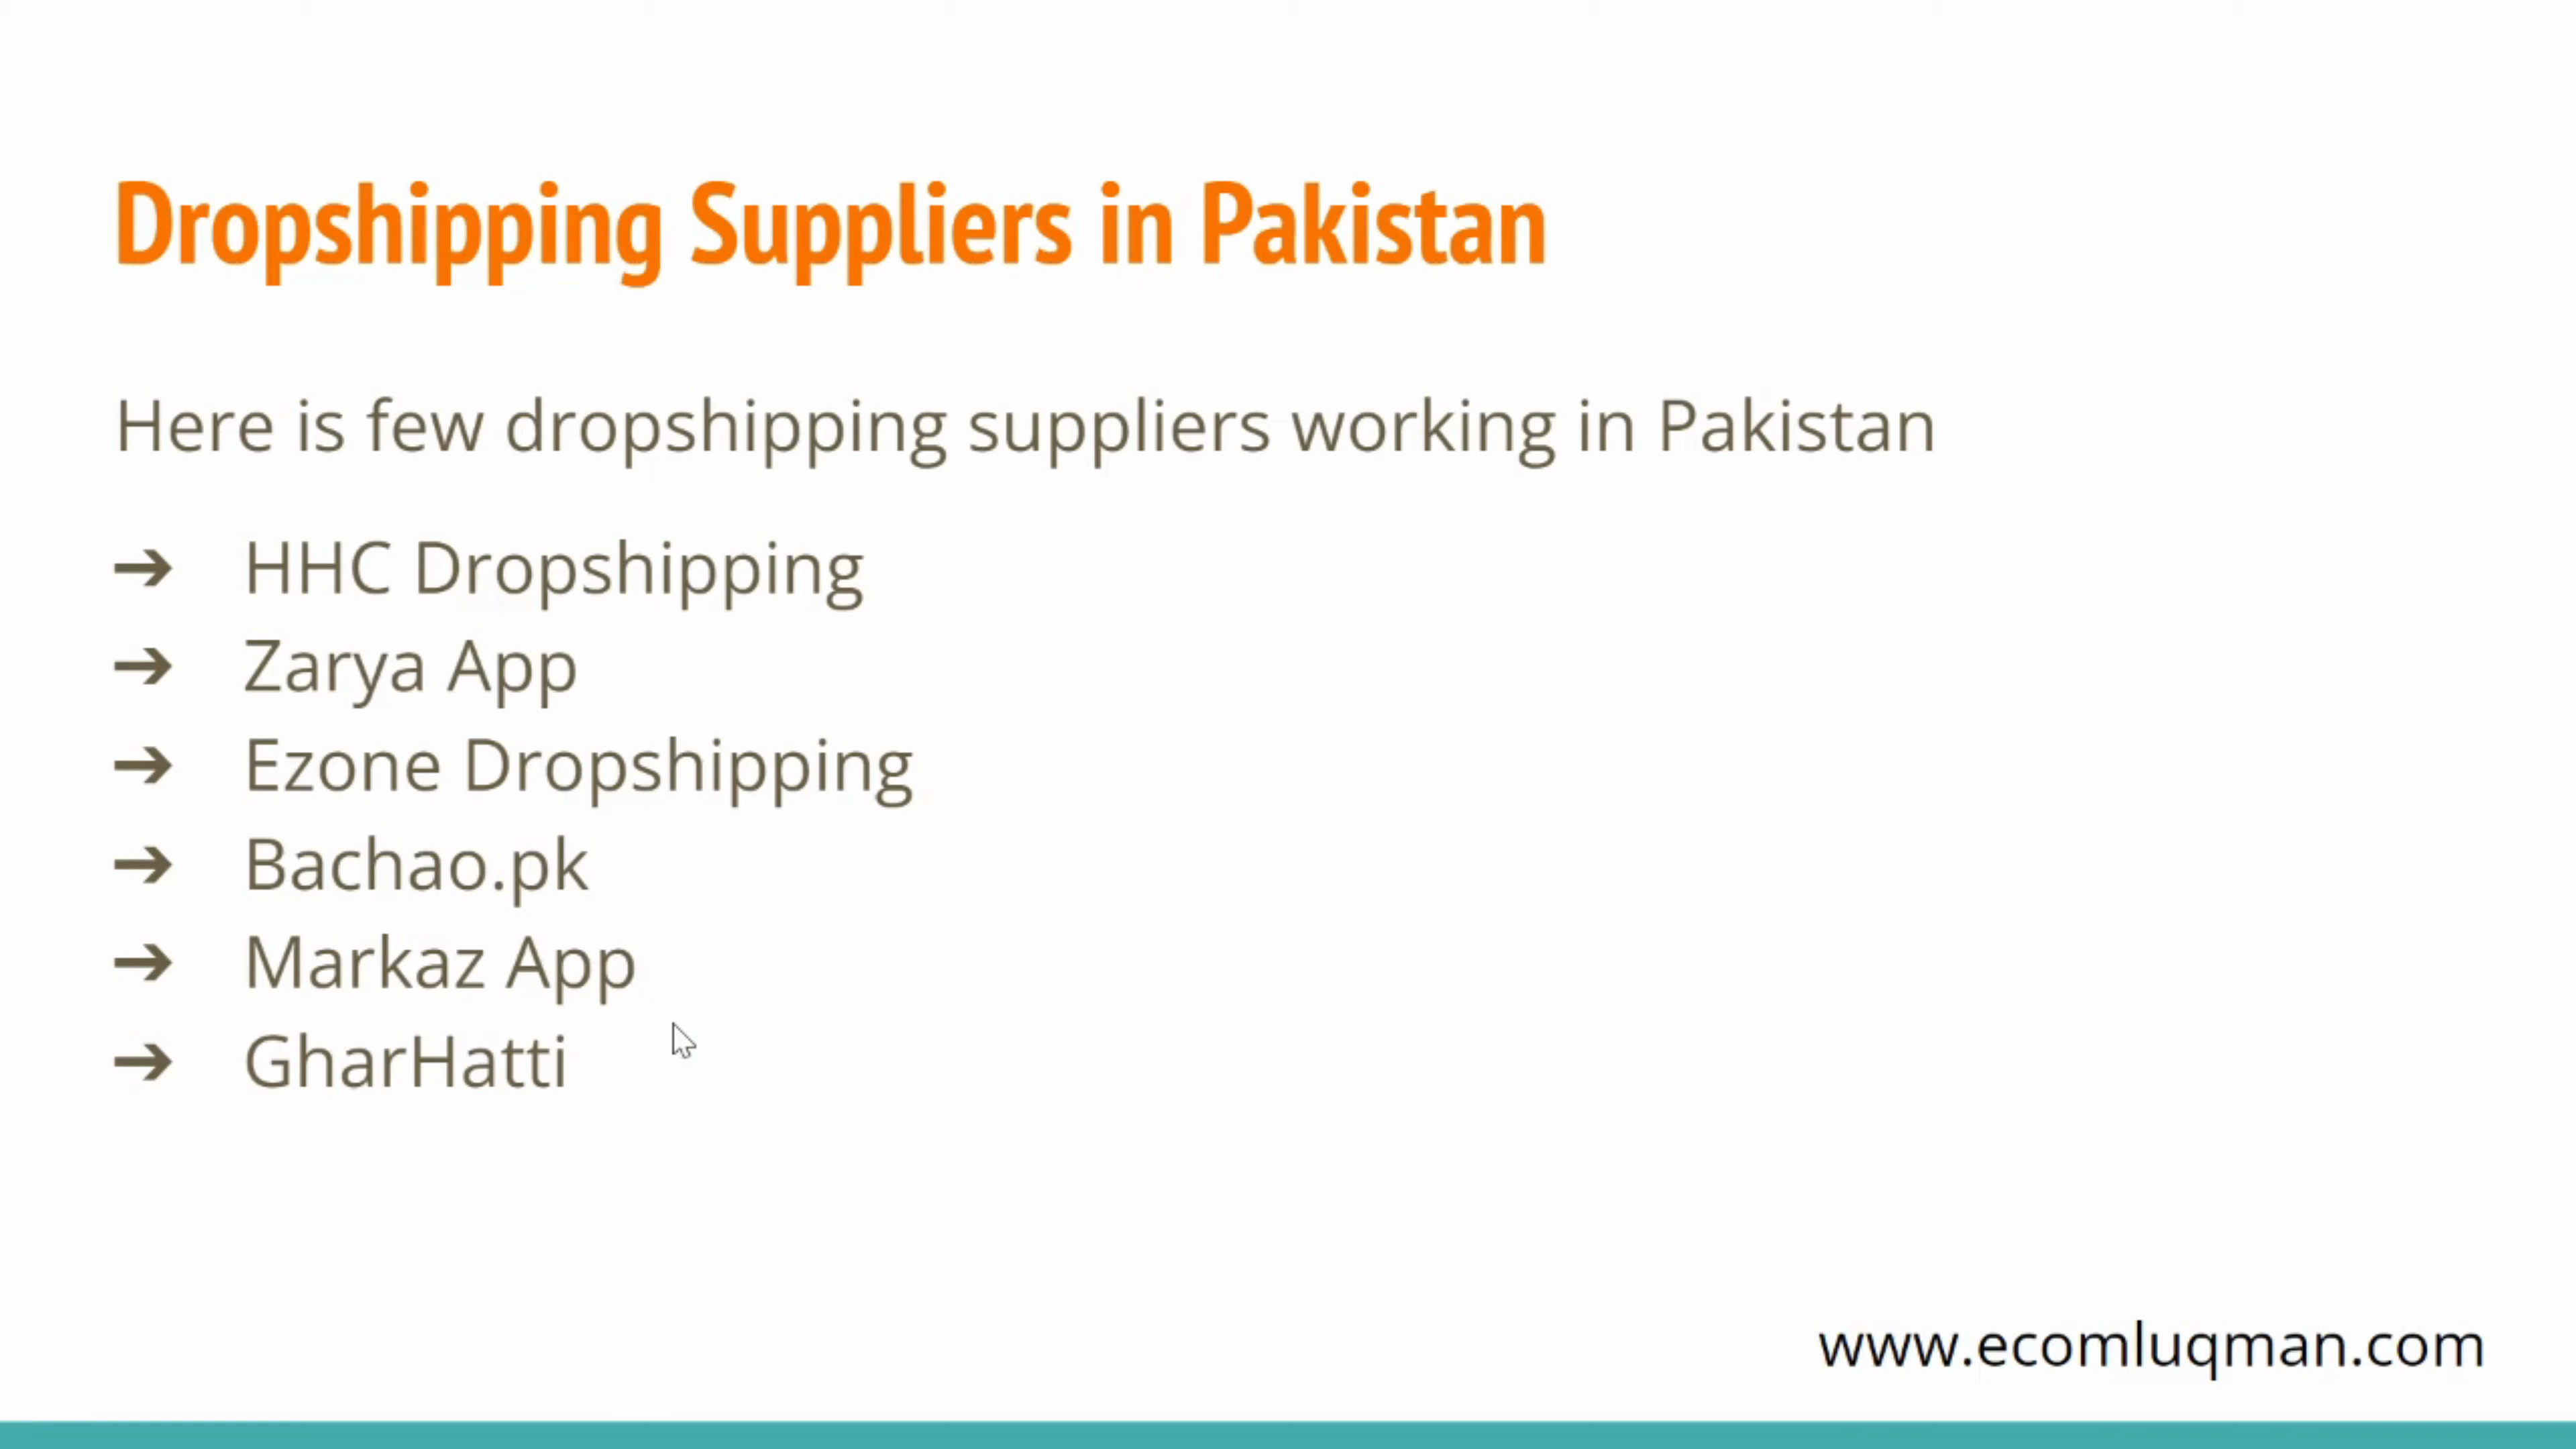 Dropshipping Suppliers in Pakistan
Here is few dropshipping suppliers working in Pakistan
➔ HHC Dropshipping
➔ Zarya App
➔ Ezone Dropshipping
➔ Bachao.pk
➔ Markaz App
➔ GharHatti
www.ecomluqman.com